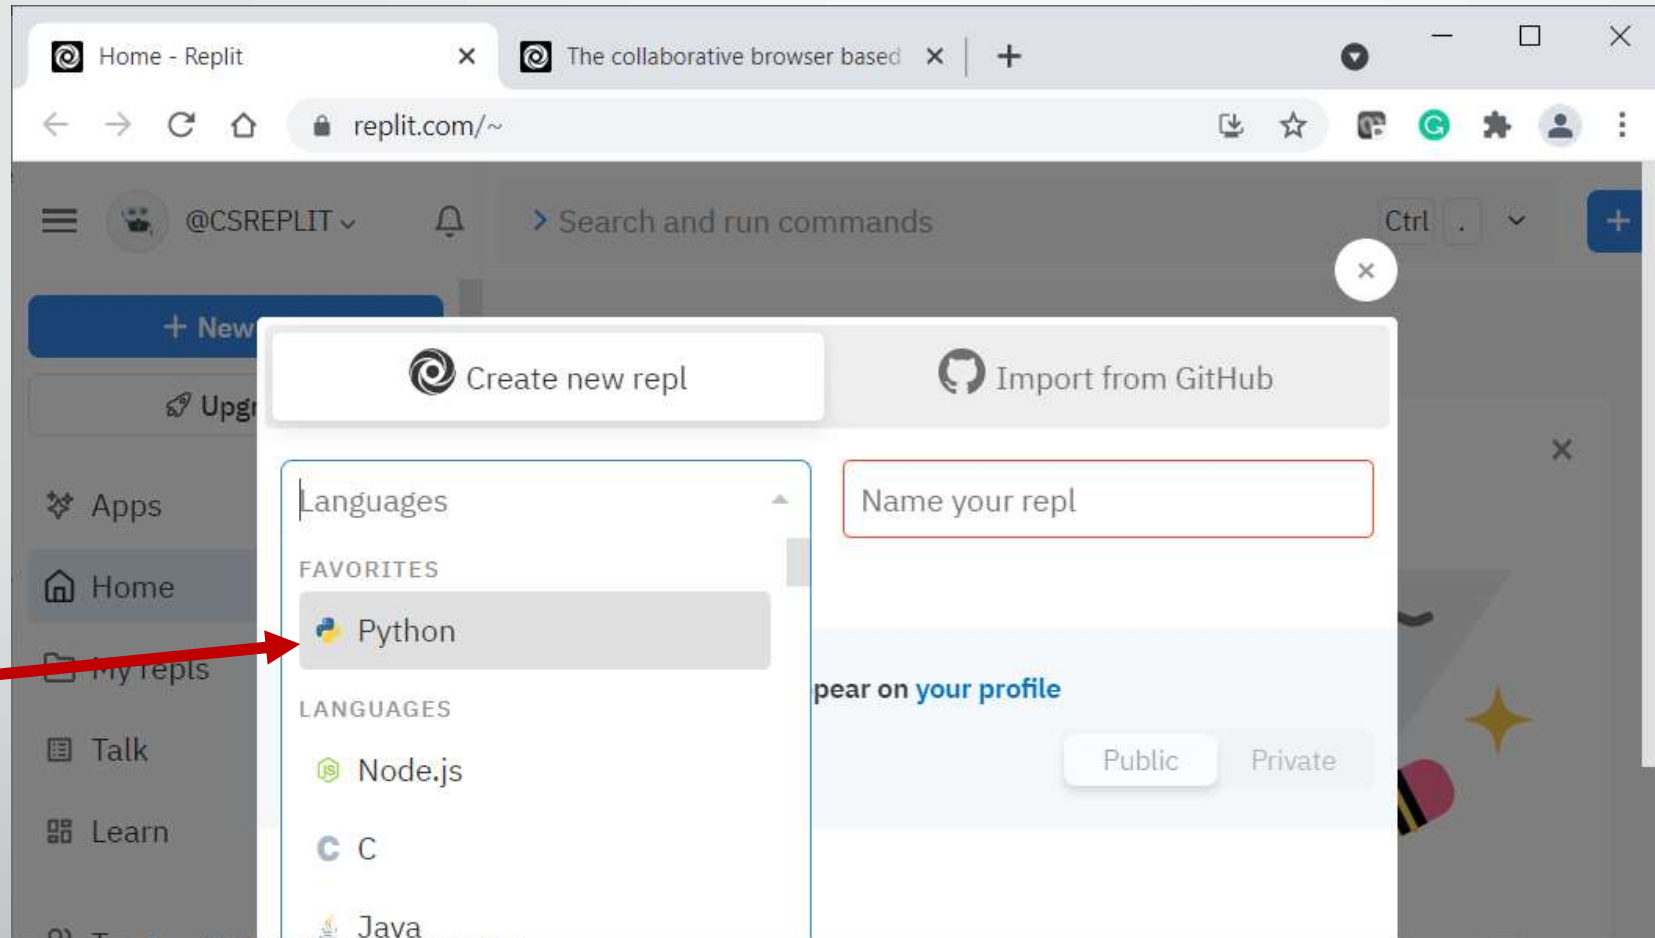 Home - Replit
The collaborative browser based
replit.com/~
@CSREPLIT
Search and run commands
Ctrl .
+ New
Upgr
Create new repl
Import from GitHub
Apps
Languages
Name your repl
FAVORITES
Home
Python
My repls
pear on your profile
LANGUAGES
Talk
Public
Private
Node.js
Learn
C
Java